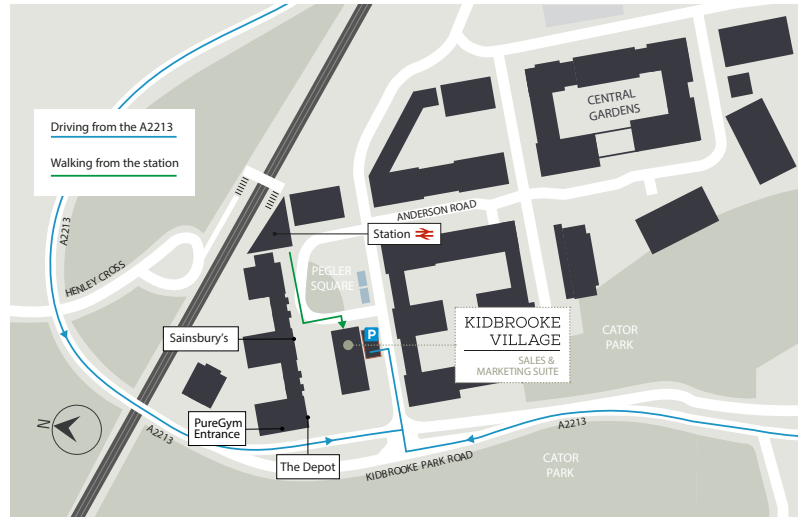 CENTRAL
GARDENS
Driving from the A2213
Walking from the station
ANDERSON ROAD
A2213
Station
HENLEY CROSS
PEGLER
SQUARE
P
KIDBROOKE
VILLAGE
SALES &
MARKETING SUITE
CATOR
PARK
Sainsbury's
N
PureGym
Entrance
A2213
The Depot
KIDBROOKE PARK ROAD
A2213
CATOR
PARK